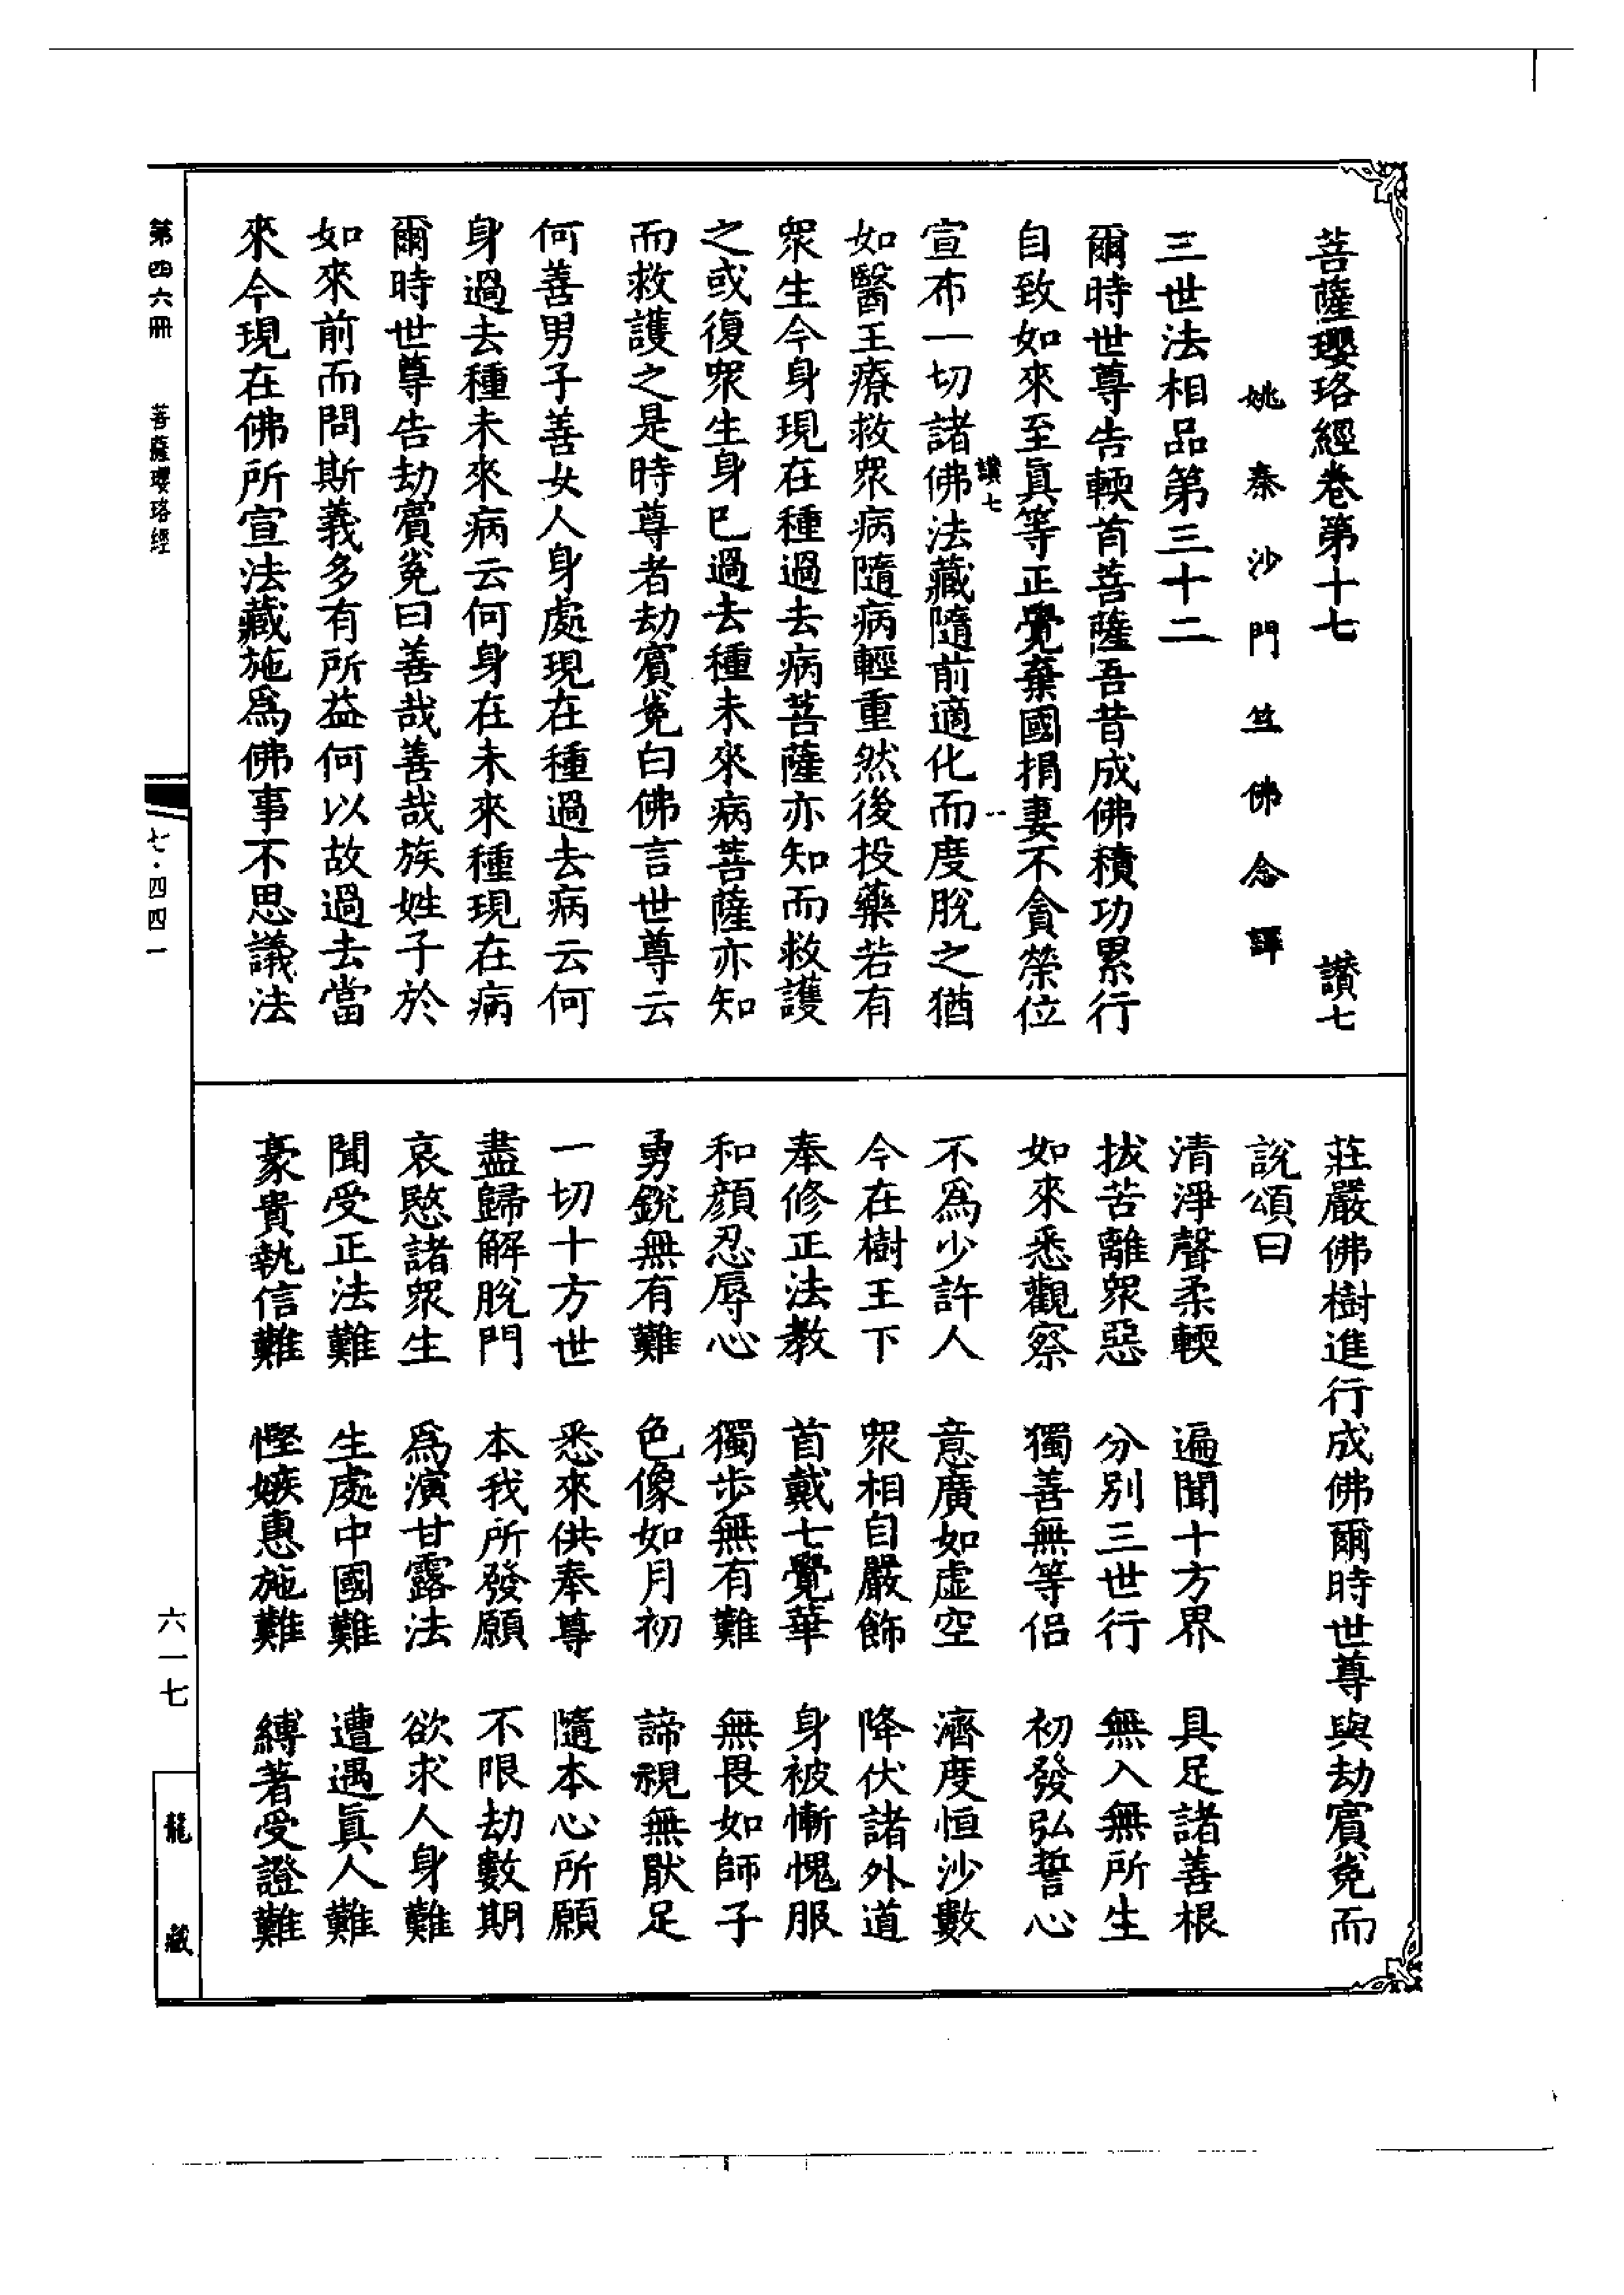 菩薩瓔珞經卷第十七　讃七
姚秦沙門竺佛念譯
三世法相品第三十二
爾時世尊告輭首菩薩吾昔成佛積功累行
自致如來至眞等正覺棄國捐妻不貪榮位
讃七　一
宣布一切諸佛法藏隨前適化而度脫之猶
如醫王療救衆病隨病輕重然後投藥若有
衆生今身現在種過去病菩薩亦知而救護
之或復衆生身巳過去種未來病菩薩亦知
而救護之是時尊者劫賓㝹白佛言世尊云
何善男子善女人身處現在種過去病云何
身過去種未來病云何身在未來種現在病
爾時世尊告劫賓㝹曰善哉善哉族姓子於
如來前而問斯義多有所益何以故過去當
來今現在佛所宣法藏施爲佛事不思議法
莊嚴佛樹進行成佛爾時世尊與劫賓㝹而
說頌曰
清淨聲柔輭　遍聞十方界　具足諸善根
拔苦離衆惡　分別三世行　無入無所生
如來悉觀察　獨善無等侶　初發弘誓心
不爲少許人　意廣如虛空　濟度恒沙數
今在樹王下　衆相自嚴飾　降伏諸外道
奉修正法教　首戴七覺華　身被慚愧服
和顏忍辱心　獨步無有難　無畏如師子
勇銳無有難　色像如月初　諦視無厭足
一切十方世　悉來供奉尊　隨本心所願
盡歸解脫門　本我所發願　不限劫數期
哀愍諸衆生　爲演甘露法　欲求人身難
聞受正法難　生處中國難　遭遇眞人難
豪貴執信難　慳嫉惠施難　縛著受證難
第四六冊　菩薩瓔珞經　七·四四一
六一七
龍藏